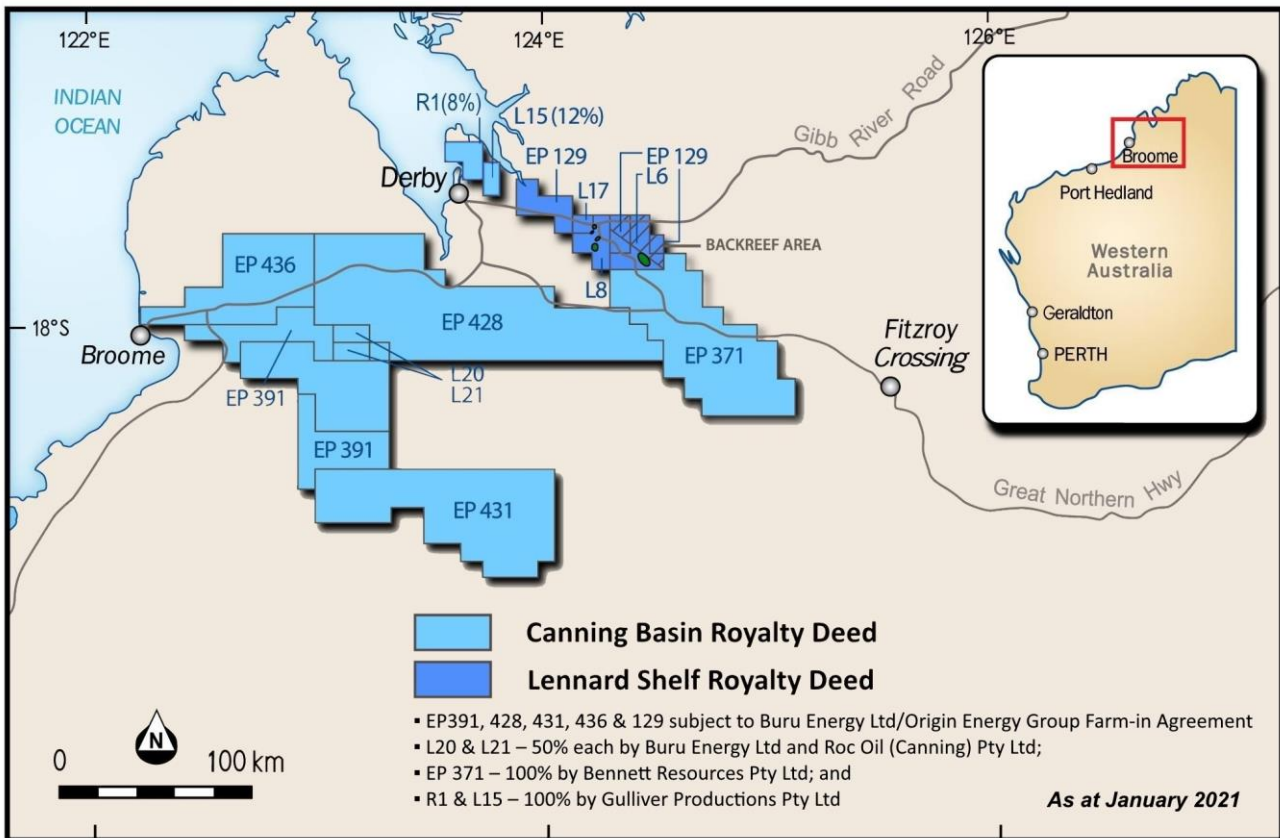 122°E
124°E
126°E
INDIAN
OCEAN
R1(8%)
L15(12%)
Gibb River Road
EP 129
EP 129
L6
Derby
L17
BACKREEF AREA
EP 436
L8
18°S
EP 428
Broome
EP 371
Fitzroy
Crossing
L20
L21
EP 391
EP 391
Great Northern Hwy
EP 431
Broome
Port Hedland
Western
Australia
Geraldton
PERTH
Canning Basin Royalty Deed
Lennard Shelf Royalty Deed
▪ EP391, 428, 431, 436 & 129 subject to Buru Energy Ltd/Origin Energy Group Farm-in Agreement
▪ L20 & L21 – 50% each by Buru Energy Ltd and Roc Oil (Canning) Pty Ltd;
▪ EP 371 – 100% by Bennett Resources Pty Ltd; and
▪ R1 & L15 – 100% by Gulliver Productions Pty Ltd
As at January 2021
N
0 100 km